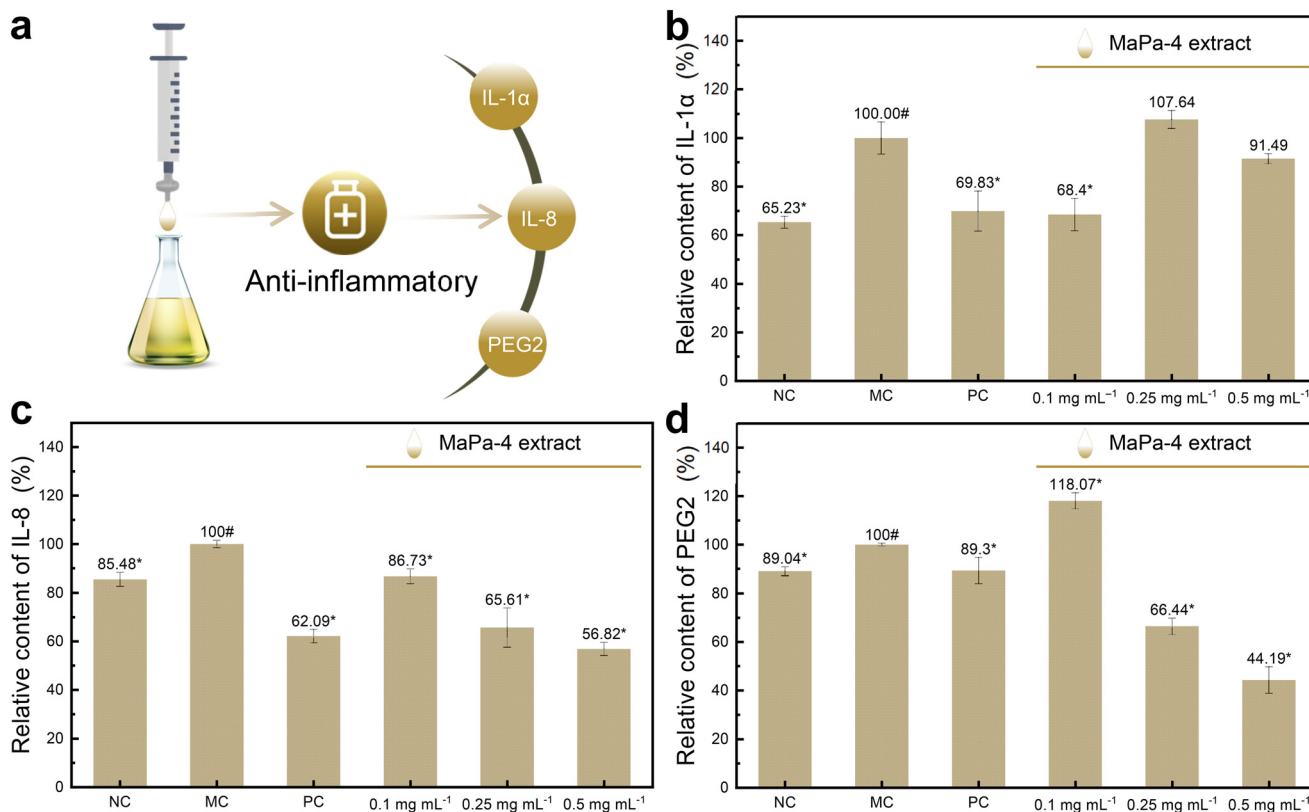 a
IL-1α
IL-8
PEG2
Anti-inflammatory
b
MaPa-4 extract
Relative content of IL-1α (%)
140
120
100
80
60
40
20
0
65.23*
100.00#
69.83*
68.4*
107.64
91.49
NC MC PC 0.1 mg mL⁻¹ 0.25 mg mL⁻¹ 0.5 mg mL⁻¹
c
MaPa-4 extract
Relative content of IL-8 (%)
140
120
100
80
60
40
20
0
85.48*
100#
62.09*
86.73*
65.61*
56.82*
NC MC PC 0.1 mg mL⁻¹ 0.25 mg mL⁻¹ 0.5 mg mL⁻¹
d
MaPa-4 extract
Relative content of PEG2 (%)
140
120
100
80
60
40
20
0
89.04*
100#
89.3*
118.07*
66.44*
44.19*
NC MC PC 0.1 mg mL⁻¹ 0.25 mg mL⁻¹ 0.5 mg mL⁻¹